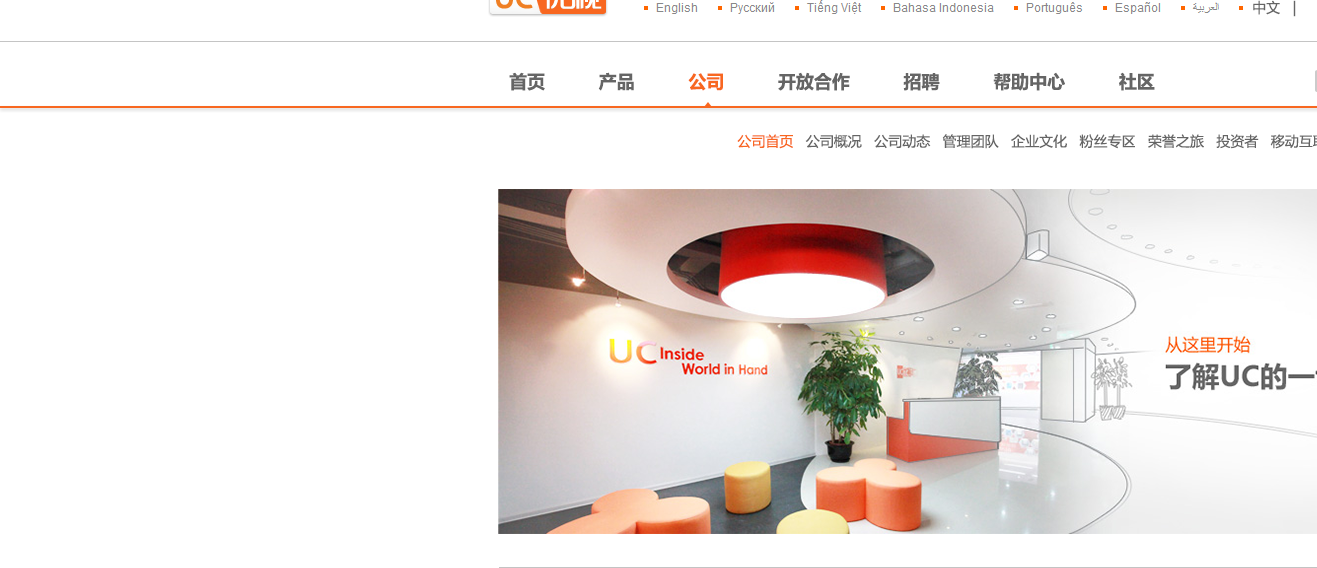 English Русский Tiếng Việt Bahasa Indonesia Português Español العربية 中文 |
首页 产品 公司 开放合作 招聘 帮助中心 社区
公司首页 公司概况 公司动态 管理团队 企业文化 粉丝专区 荣誉之旅 投资者 移动互
UC Inside
World in Hand
从这里开始
了解UC的一